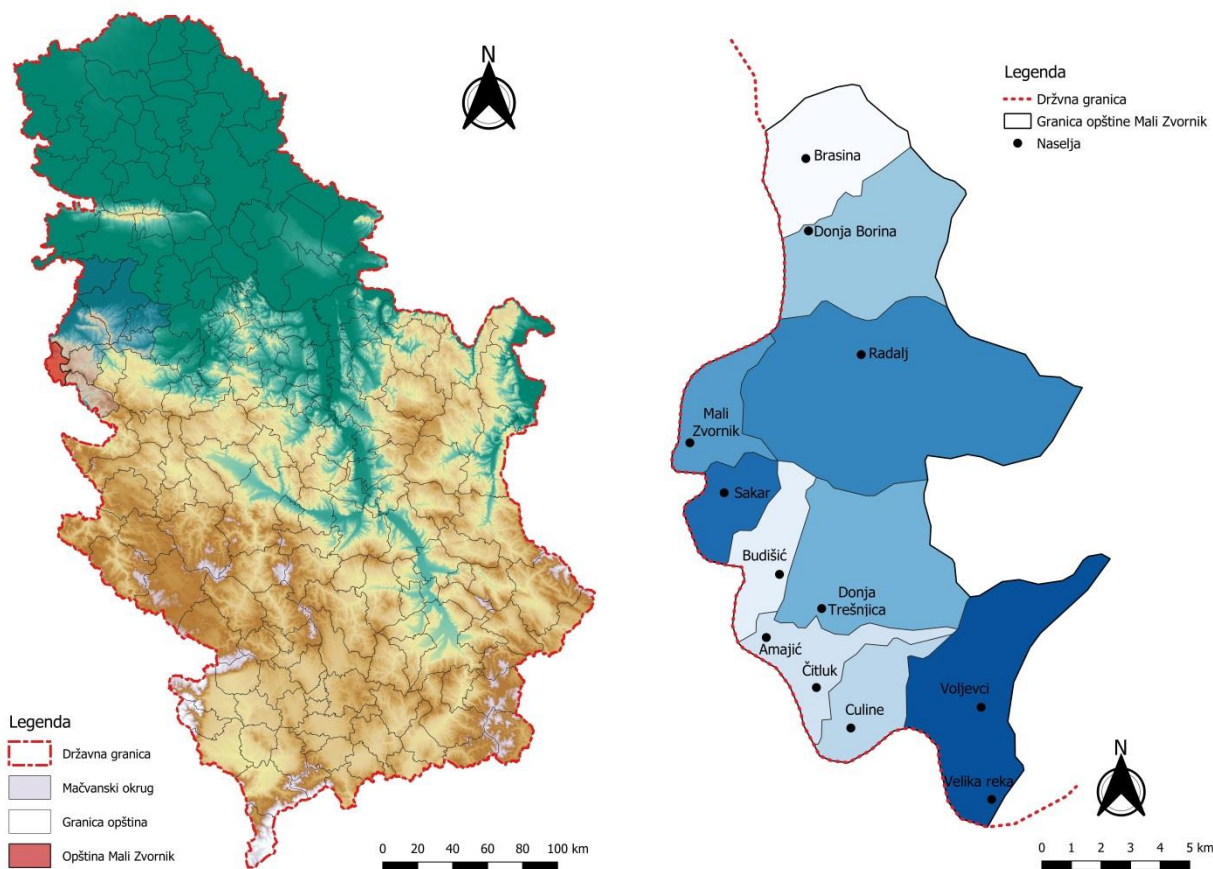 N
Legenda
Državna granica
Mačvanski okrug
Granica opština
Opština Mali Zvornik
0 20 40 60 80 100 km
Legenda
Držvna granica
Granica opštine Mali Zvornik
Naselja
Brasina
Donja Borina
Radalj
Mali
Zvornik
Sakar
Budišić
Donja
Trešnjica
Amajić
Čitluk
Culine
Voljevci
Velika reka
N
0 1 2 3 4 5 km